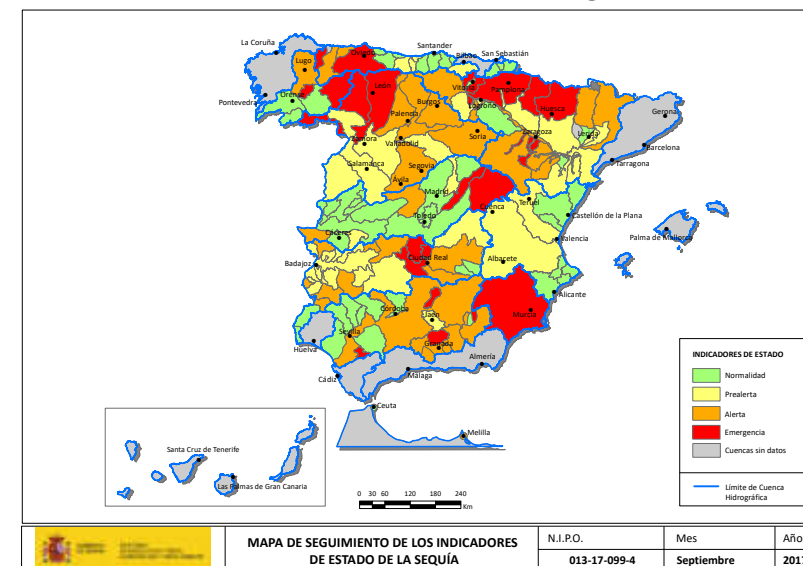 La Coruña
Lugo
Oviedo
Santander
Bilbao
San Sebastián
Pontevedra
Orense
León
Vitoria
Pamplona
Logroño
Huesca
Burgos
Palencia
Gerona
Zamora
Valladolid
Soria
Zaragoza
Lerida
Barcelona
Tarragona
Salamanca
Segovia
Ávila
Madrid
Teruel
Cuenca
Castellón de la Plana
Toledo
Cáceres
Valencia
Palma de Mallorca
Badajoz
Ciudad Real
Albacete
Alicante
Córdoba
Jaén
Murcia
Sevilla
Huelva
Granada
Almería
Cádiz
Málaga
Ceuta
Melilla
Santa Cruz de Tenerife
Las Palmas de Gran Canaria
0 30 60 120 180 240
Km
INDICADORES DE ESTADO
Normalidad
Prealerta
Alerta
Emergencia
Cuencas sin datos
Límite de Cuenca
Hidrográfica
MAPA DE SEGUIMIENTO DE LOS INDICADORES
DE ESTADO DE LA SEQUÍA
N.I.P.O.
013-17-099-4
Mes
Septiembre
Año
2017